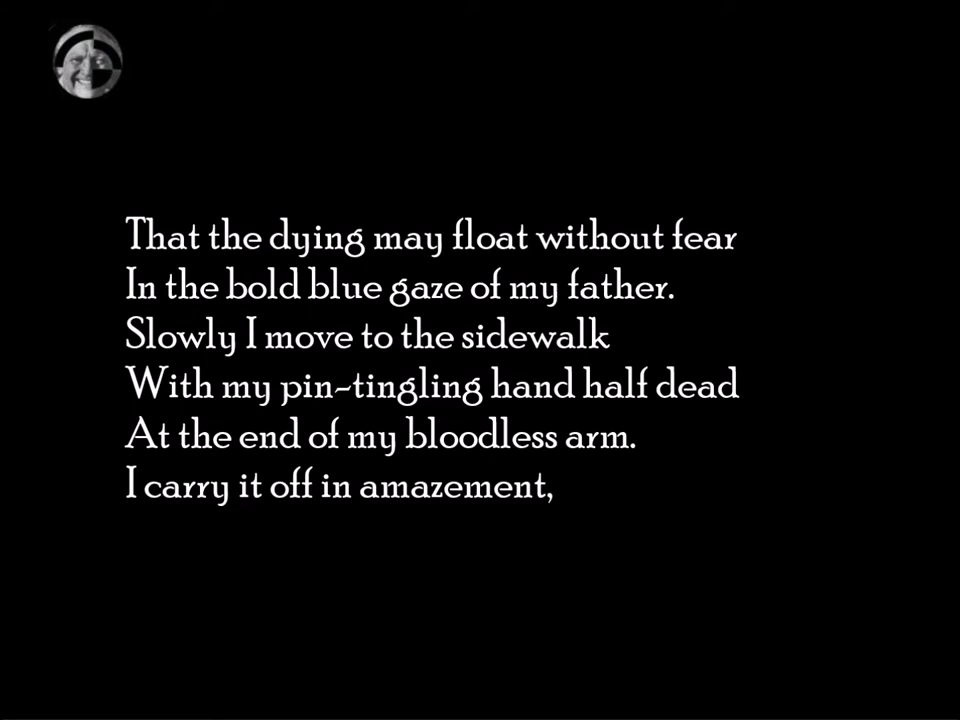 That the dying may float without fear
In the bold blue gaze of my father.
Slowly I move to the sidewalk
With my pin-tingling hand half dead
At the end of my bloodless arm.
I carry it off in amazement,